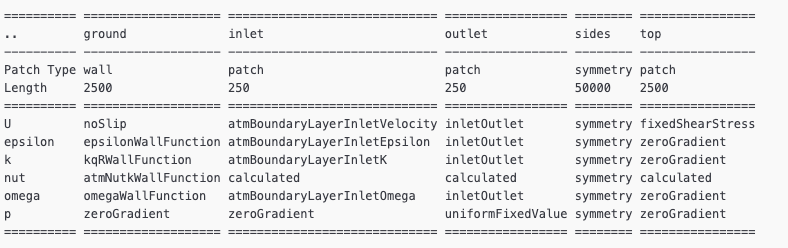 ========== =================== ============================= ================= ======== ================
..         ground              inlet                         outlet            sides    top
---------- ------------------- ----------------------------- ----------------- -------- ----------------
Patch Type wall                patch                         patch             symmetry patch
Length     2500                250                           250               50000    2500
========== =================== ============================= ================= ======== ================
U          noSlip              atmBoundaryLayerInletVelocity inletOutlet       symmetry fixedShearStress
epsilon    epsilonWallFunction atmBoundaryLayerInletEpsilon  inletOutlet       symmetry zeroGradient
k          kqRWallFunction     atmBoundaryLayerInletK        inletOutlet       symmetry zeroGradient
nut        atmNutkWallFunction calculated                    calculated        symmetry calculated
omega      omegaWallFunction   atmBoundaryLayerInletOmega    inletOutlet       symmetry zeroGradient
p          zeroGradient        zeroGradient                  uniformFixedValue symmetry zeroGradient
========== =================== ============================= ================= ======== ================